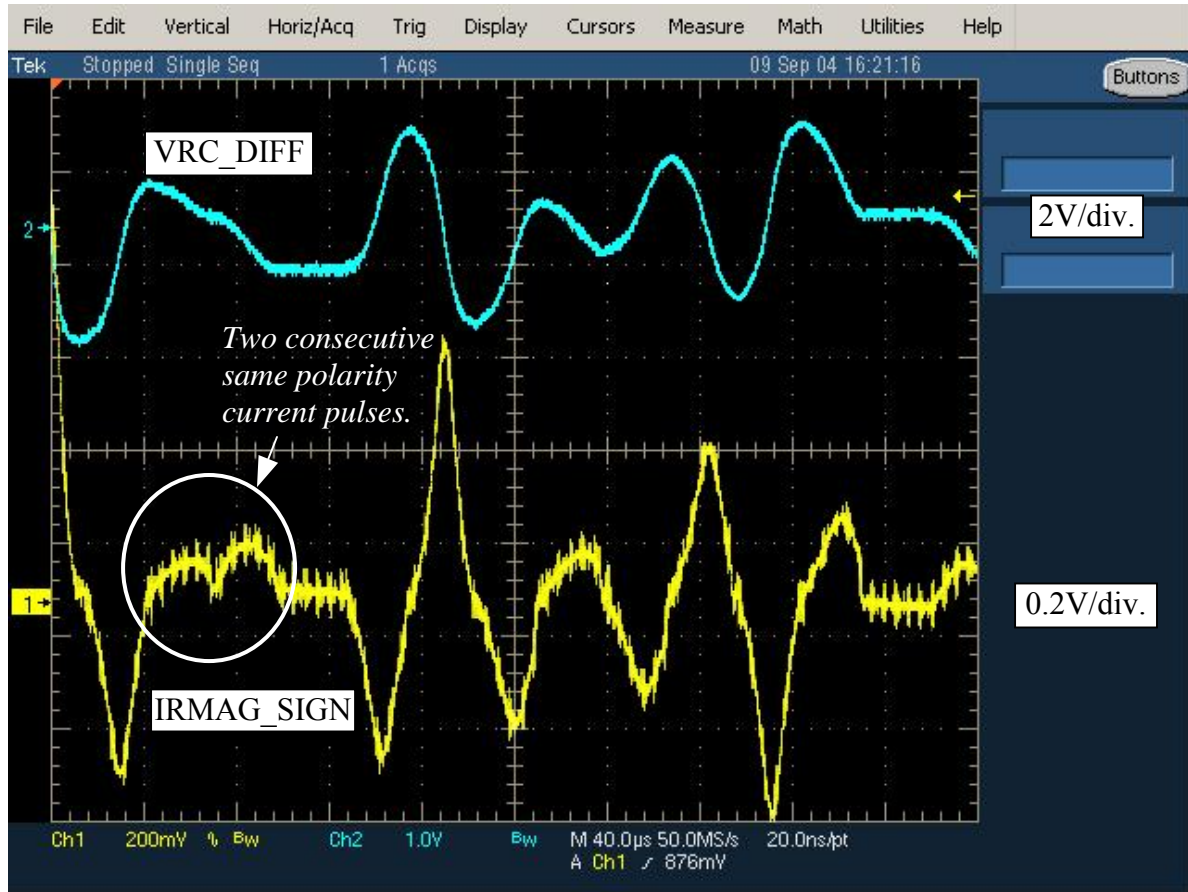 File Edit Vertical Horiz/Acq Trig Display Cursors Measure Math Utilities Help
Tek Stopped Single Seq 1 Acqs 09 Sep 04 16:21:16
Buttons
VRC_DIFF
2
2V/div.
Two consecutive
same polarity
current pulses.
1
0.2V/div.
IRMAG_SIGN
Ch1 200mV Bw Ch2 1.0V Bw M 40.0µs 50.0MS/s 20.0ns/pt
A Ch1 876mV